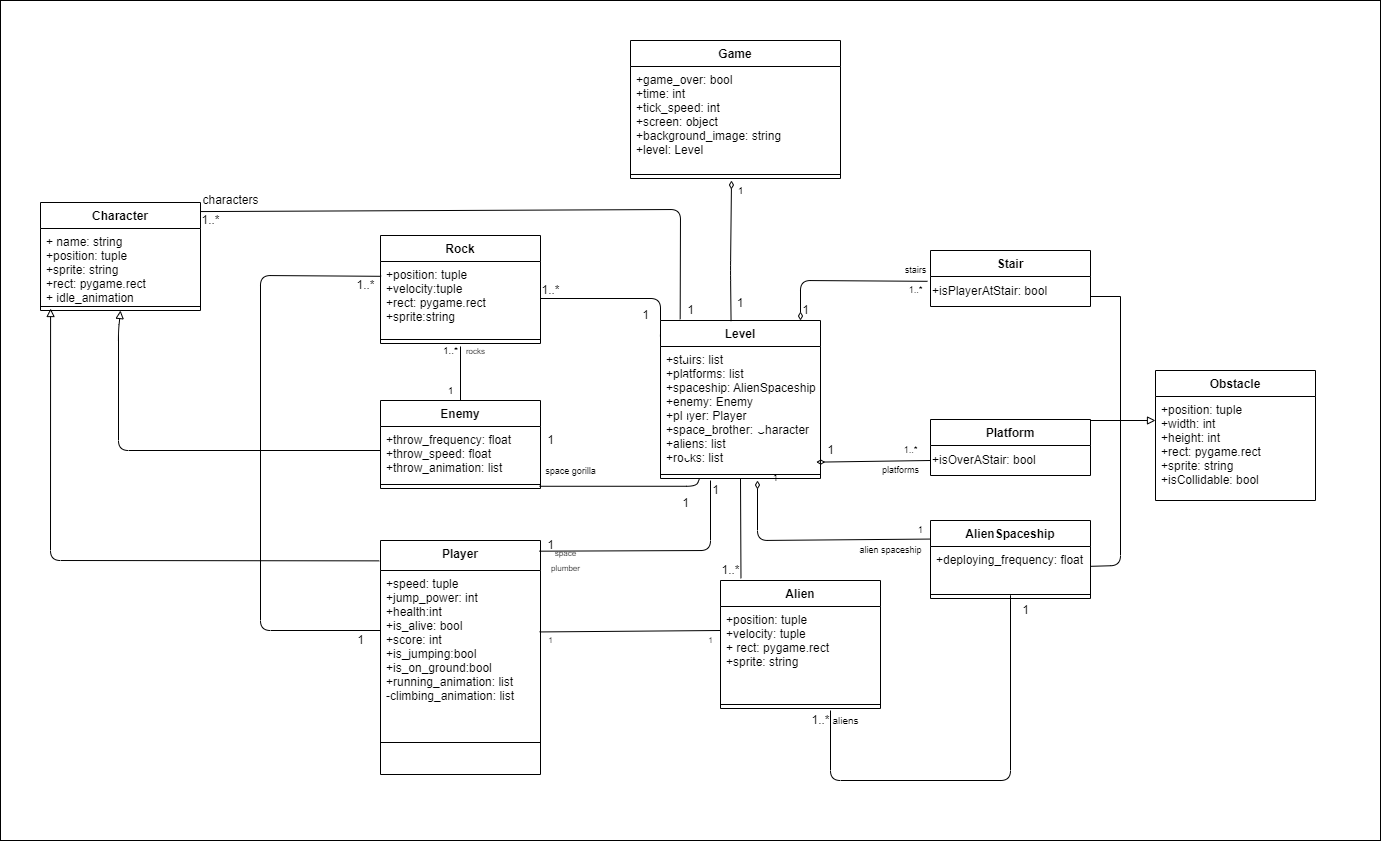 Game
+game_over: bool
+time: int
+tick_speed: int
+screen: object
+background_image: string
+level: Level
1
1
characters
1..*
Character
+ name: string
+position: tuple
+sprite: string
+rect: pygame.rect
+ idle_animation
Rock
+position: tuple
+velocity:tuple
+rect: pygame.rect
+sprite:string
1..*
1..*
1
1
1..*
rocks
1
Enemy
+throw_frequency: float
+throw_speed: float
+throw_animation: list
1
space gorilla
1
Level
+stairs: list
+platforms: list
+spaceship: AlienSpaceship
+enemy: Enemy
+player: Player
+space_brother: Character
+aliens: list
+rocks: list
1
stairs
1..*
Stair
+isPlayerAtStair: bool
1
1..*
platforms
Platform
+isOverAStair: bool
Obstacle
+position: tuple
+width: int
+height: int
+rect: pygame.rect
+sprite: string
+isCollidable: bool
1
1
alien spaceship
AlienSpaceship
+deploying_frequency: float
1
1
1
space
plumber
Player
+speed: tuple
+jump_power: int
+health:int
+is_alive: bool
+score: int
+is_jumping:bool
+is_on_ground:bool
+running_animation: list
-climbing_animation: list
1
1
1
1..*
Alien
+position: tuple
+velocity: tuple
+ rect: pygame.rect
+sprite: string
1..* aliens